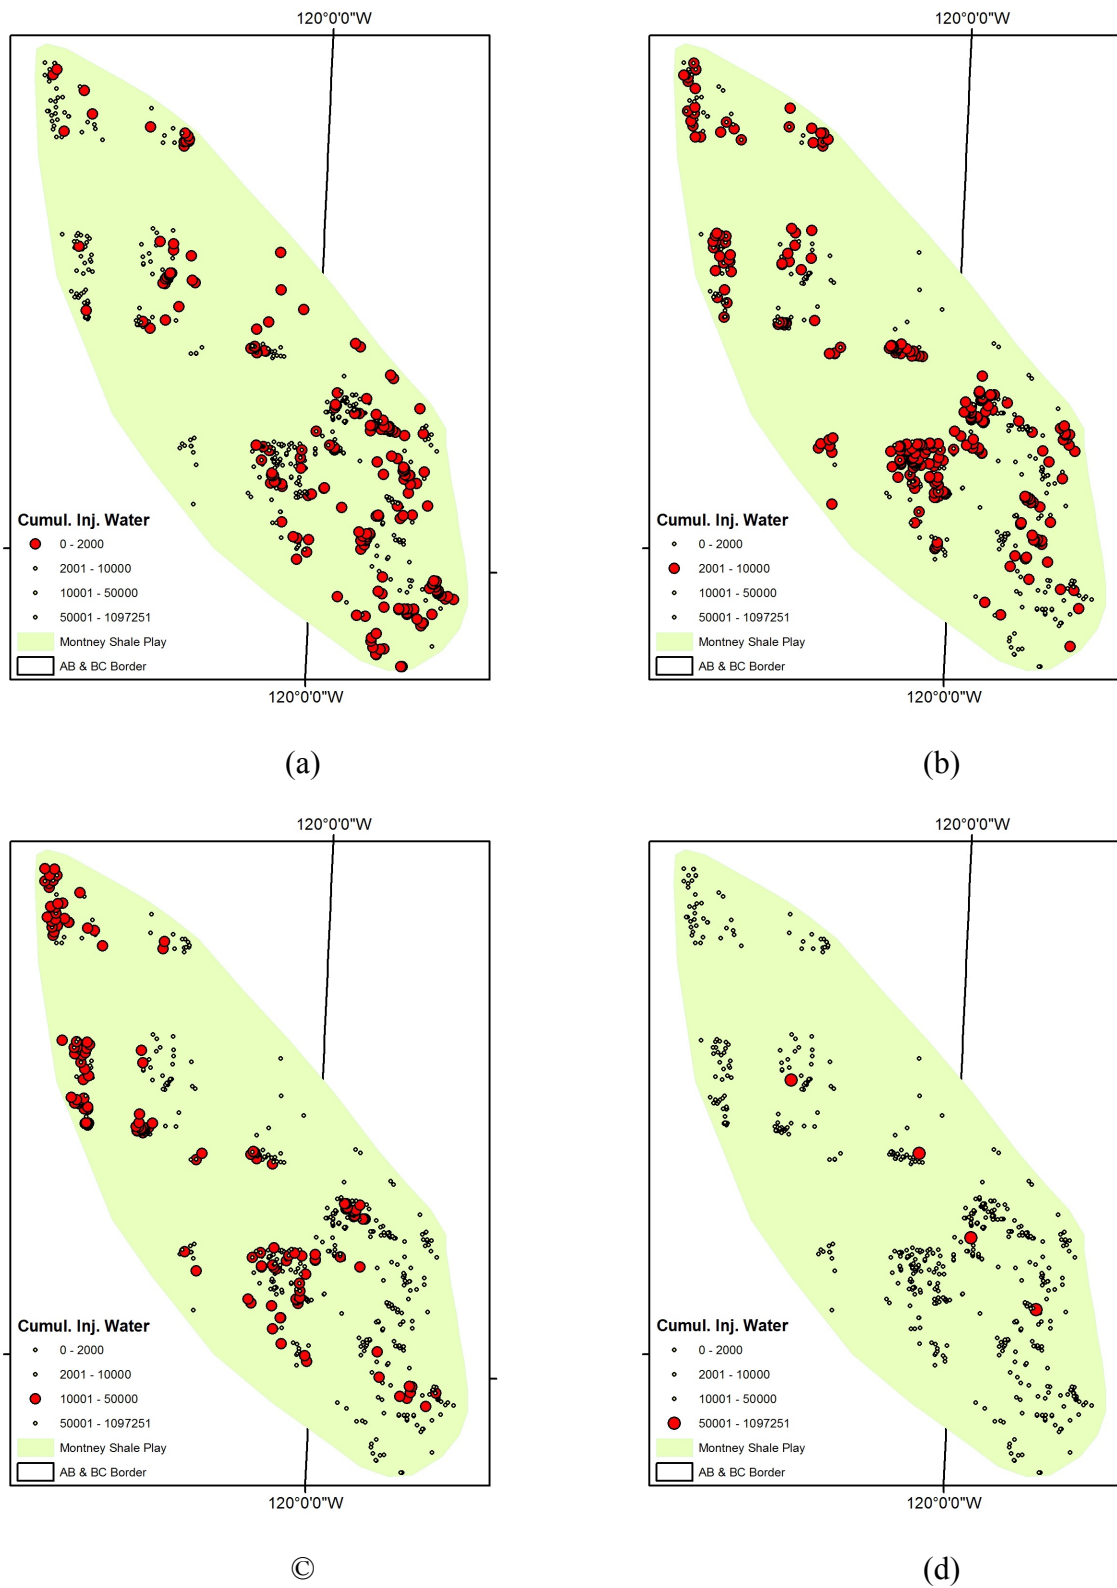 120°0'0"W
120°0'0"W
Cumul. Inj. Water
0 - 2000
2001 - 10000
10001 - 50000
50001 - 1097251
Montney Shale Play
AB & BC Border
120°0'0"W
(a)
Cumul. Inj. Water
0 - 2000
2001 - 10000
10001 - 50000
50001 - 1097251
Montney Shale Play
AB & BC Border
120°0'0"W
(b)
120°0'0"W
120°0'0"W
Cumul. Inj. Water
0 - 2000
2001 - 10000
10001 - 50000
50001 - 1097251
Montney Shale Play
AB & BC Border
120°0'0"W
©
Cumul. Inj. Water
0 - 2000
2001 - 10000
10001 - 50000
50001 - 1097251
Montney Shale Play
AB & BC Border
120°0'0"W
(d)